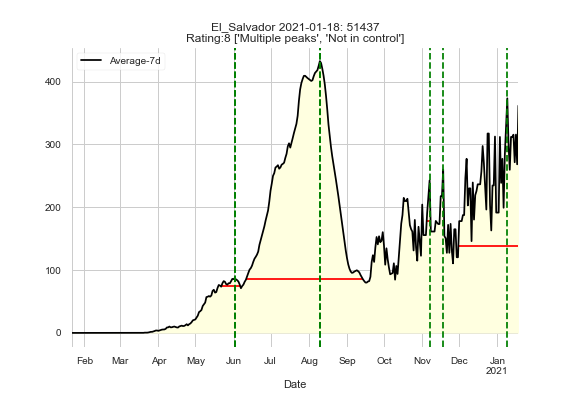 El_Salvador 2021-01-18: 51437
Rating:8 ['Multiple peaks', 'Not in control']
Average-7d
400
300
200
100
0
Feb Mar Apr May Jun Jul Aug Sep Oct Nov Dec Jan
2021
Date